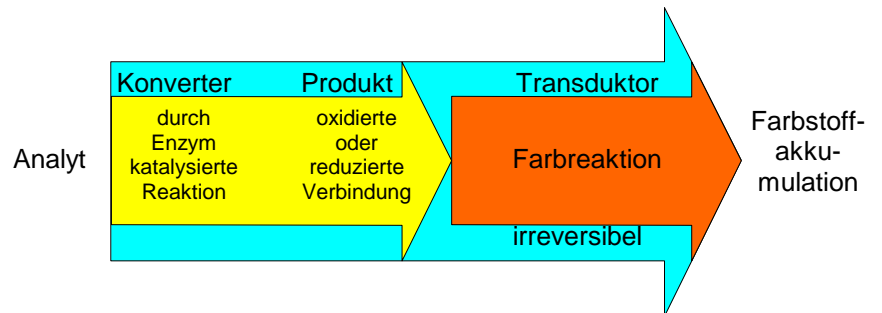 Konverter
Produkt
Transduktor
durch
Enzym
katalysierte
Reaktion
oxidierte
oder
reduzierte
Verbindung
Analyt
Farbreaktion
irreversibel
Farbstoff-
akku-
mulation